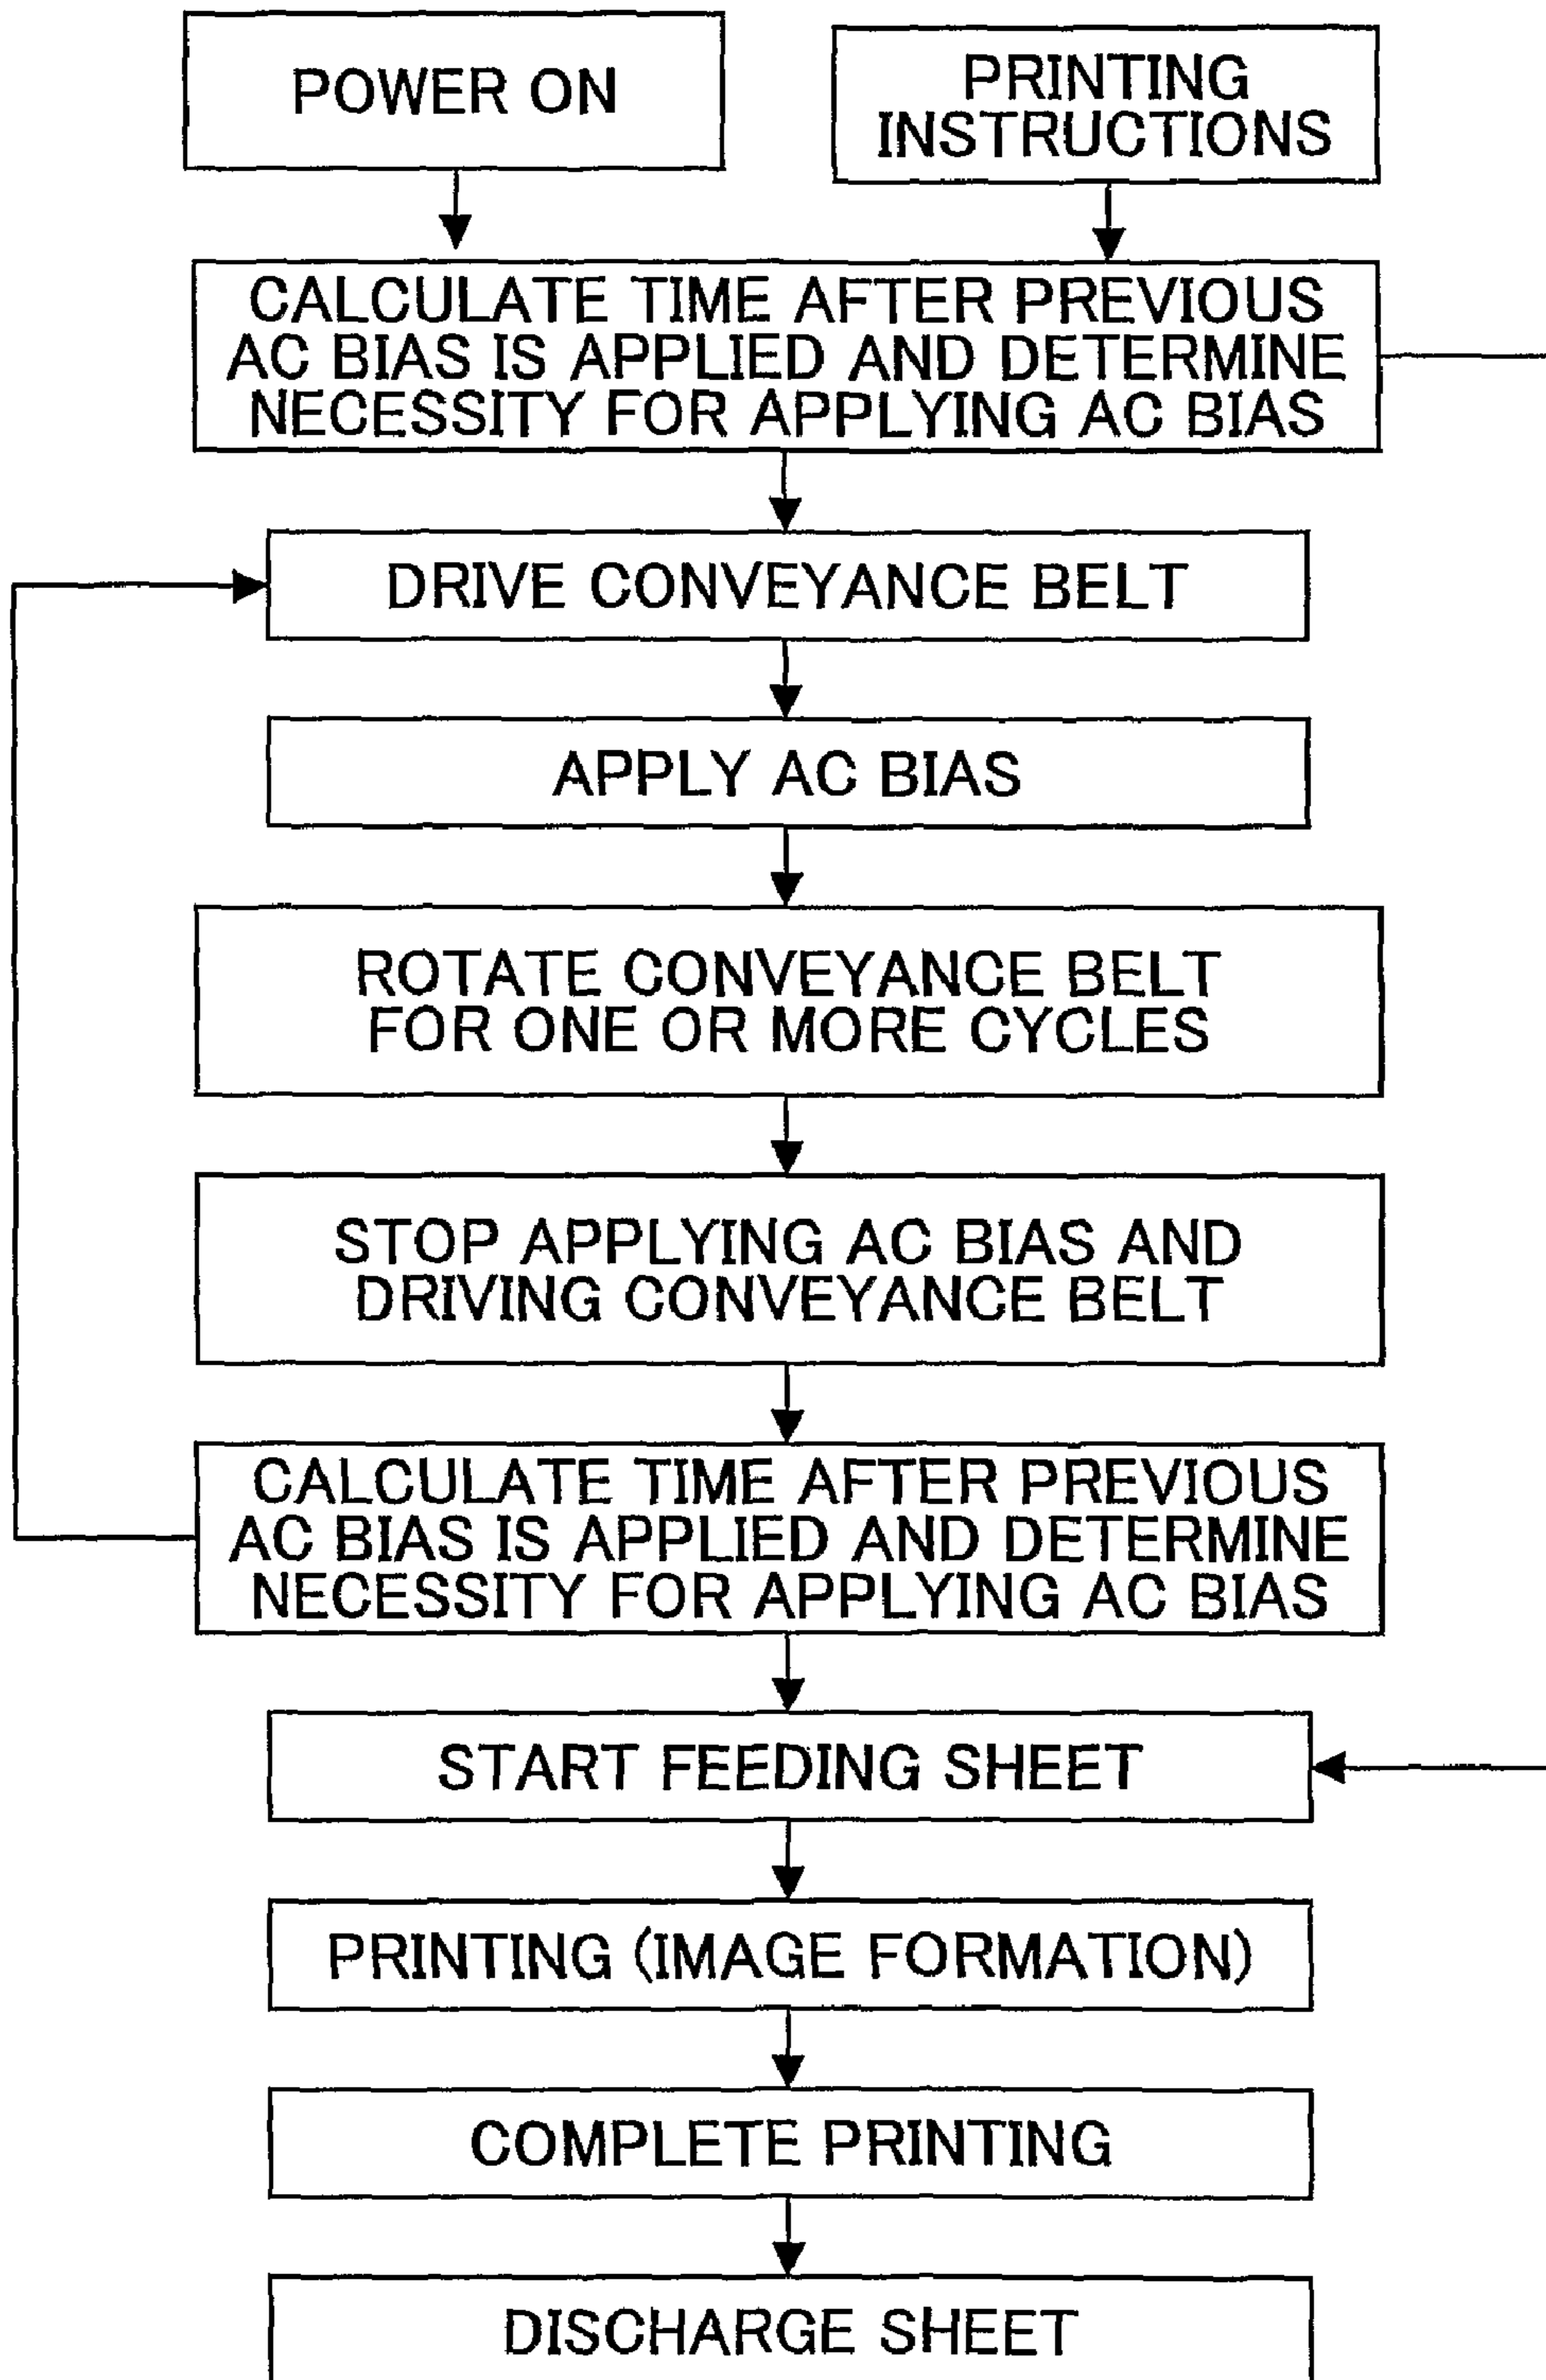 POWER ON
PRINTING
INSTRUCTIONS
CALCULATE TIME AFTER PREVIOUS
AC BIAS IS APPLIED AND DETERMINE
NECESSITY FOR APPLYING AC BIAS
DRIVE CONVEYANCE BELT
APPLY AC BIAS
ROTATE CONVEYANCE BELT
FOR ONE OR MORE CYCLES
STOP APPLYING AC BIAS AND
DRIVING CONVEYANCE BELT
CALCULATE TIME AFTER PREVIOUS
AC BIAS IS APPLIED AND DETERMINE
NECESSITY FOR APPLYING AC BIAS
START FEEDING SHEET
PRINTING (IMAGE FORMATION)
COMPLETE PRINTING
DISCHARGE SHEET